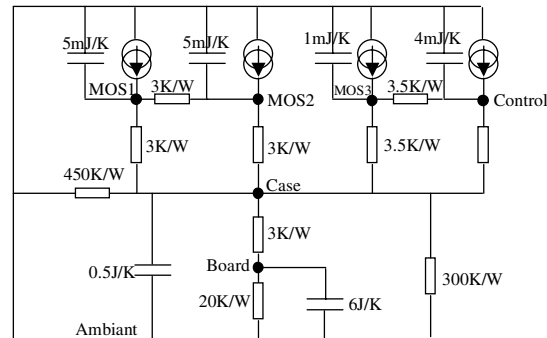 5mJ/K
5mJ/K
1mJ/K
4mJ/K
MOS1
3K/W
MOS2
MOS3
3.5K/W
Control
3K/W
3K/W
3.5K/W
450K/W
Case
3K/W
0.5J/K
Board
20K/W
6J/K
300K/W
Ambiant